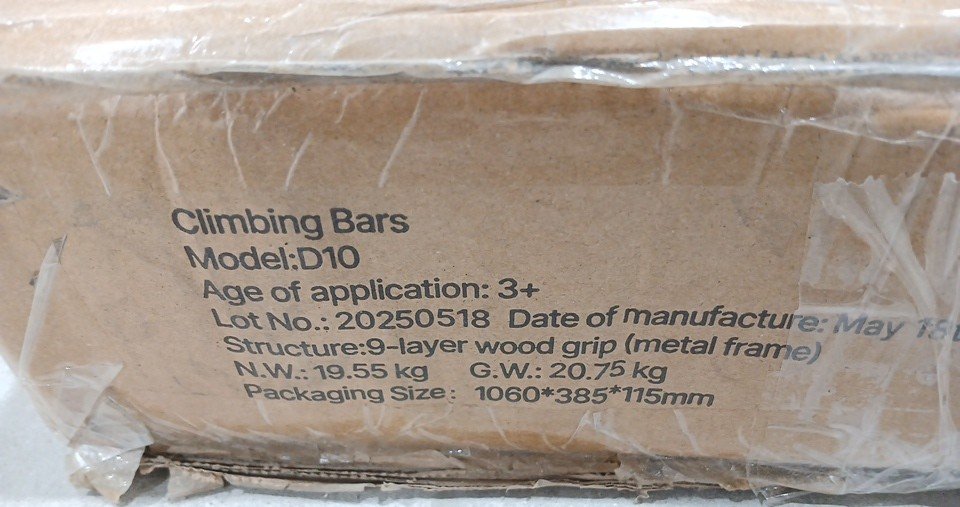 Climbing Bars
Model:D10
Age of application: 3+
Lot No.: 20250518 Date of manufacture: May 18t
Structure:9-layer wood grip (metal frame)
N.W.: 19.55 kg G.W.: 20.75 kg
Packaging Size: 1060*385*115mm